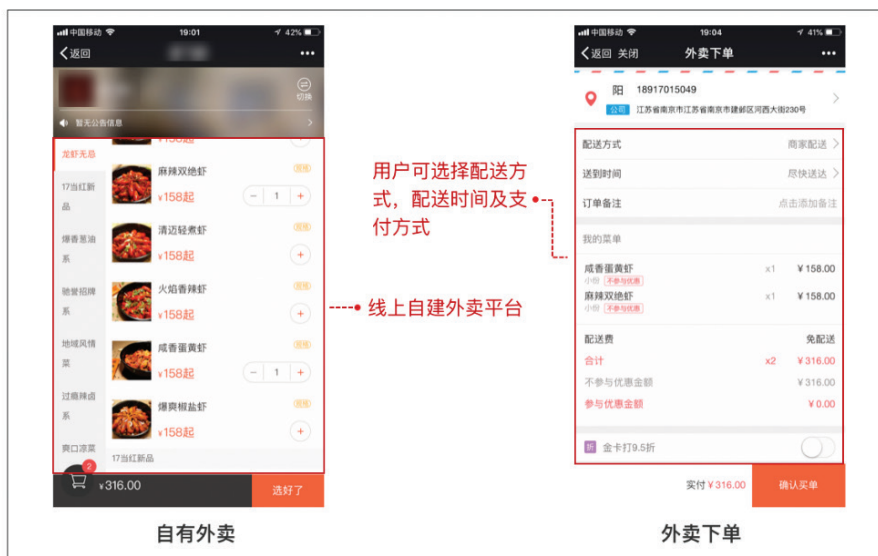 中国移动 19:01 42%
返回
切换
暂无公告信息
龙虾无忌
17当红新
品
爆香葱油
系
驰誉招牌
系
地域风情
菜
过瘾辣卤
系
爽口凉菜
麻辣双绝虾
¥158起
- 1 +
清迈轻煮虾
¥158起
+
火焰香辣虾
¥158起
+
咸香蛋黄虾
¥158起
- 1 +
爆爽椒盐虾
¥158起
+
17当红新品
2
¥316.00
选好了
自有外卖
用户可选择配送方
式，配送时间及支
付方式
线上自建外卖平台
中国移动 19:04 41%
返回 关闭 外卖下单
阳 18917015049
公司 江苏省南京市江苏省南京市建邺区河西大街230号
配送方式 商家配送
送到时间 尽快送达
订单备注 点击添加备注
我的菜单
咸香蛋黄虾 x1 ¥158.00
小份 不参与优惠
麻辣双绝虾 x1 ¥158.00
小份 不参与优惠
配送费 免配送
合计 x2 ¥316.00
不参与优惠金额 ¥316.00
参与优惠金额 ¥0.00
折 金卡打9.5折
实付 ¥316.00 确认买单
外卖下单